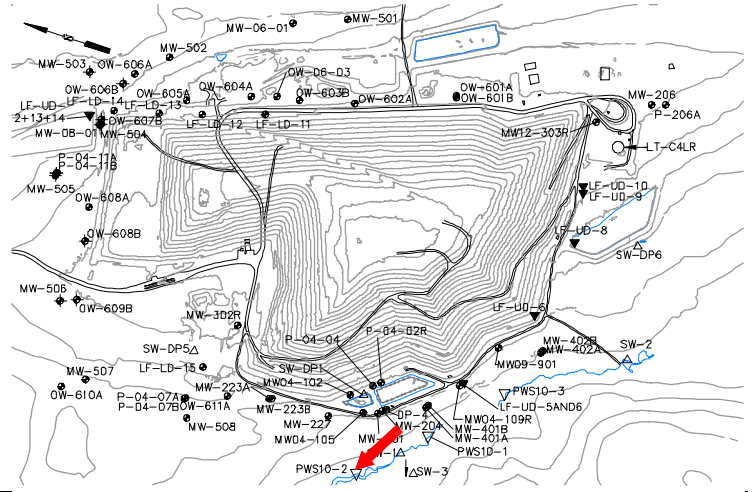 MW-501
MW-06-01
MW-502
MW-503
OW-606A
OW-606B
OW-06-03
OW-604A
OW-605A
OW-603B
OW-602A
OW-601A
OW-601B
MW-206
P-206A
LF-UD-
2+13+14
LF-LD-14
LF-LD-13
OW-607B
MW-0B-01
MW-504
LF-LD-12
LF-LD-11
MW12-303R
LT-C4LR
P-04-11A
P-04-11B
MW-505
OW-608A
LF-UD-10
LF-UD-9
OW-608B
LF-UD-8
SW-DP6
MW-506
OW-609B
MW-302R
LF-UD-6
P-04-04
P-04-02R
MW-402B
MW-402A
SW-2
SW-DP5
SW-DP1
MW09-901
LF-LD-15
MW04-102
MW-507
OW-610A
MW-223A
PWS10-3
P-04-07A
P-04-07B
OW-611A
MW-223B
LF-UD-5AND6
MW-508
MW-227
DP-4
MW-204
MW04-109R
MW04-105
MW-401B
MW-401A
PWS10-1
PWS10-2
SW-3